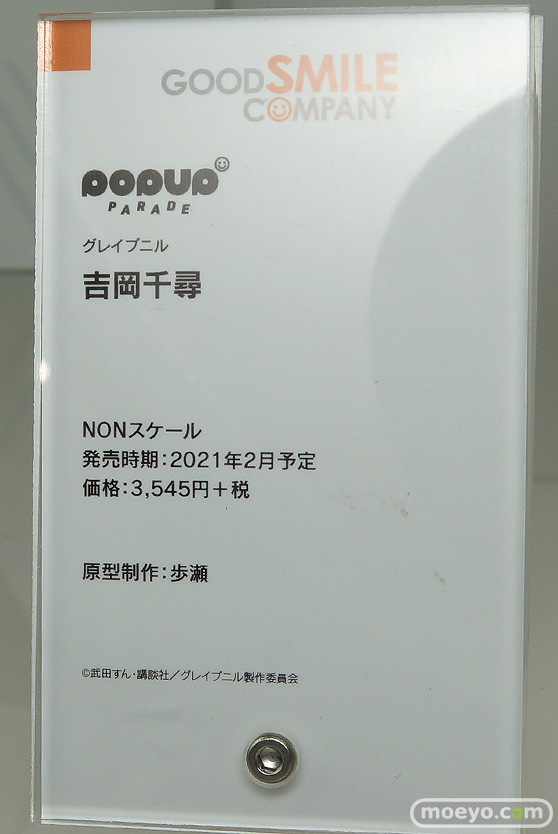 GOODSMILE
COMPANY
POPUP
PARADE
グレイプニル
吉岡千尋
NONスケール
発売時期:2021年2月予定
価格:3,545円+税
原型制作:歩瀬
©武田すん・講談社/グレイプニル製作委員会
moeyo.com